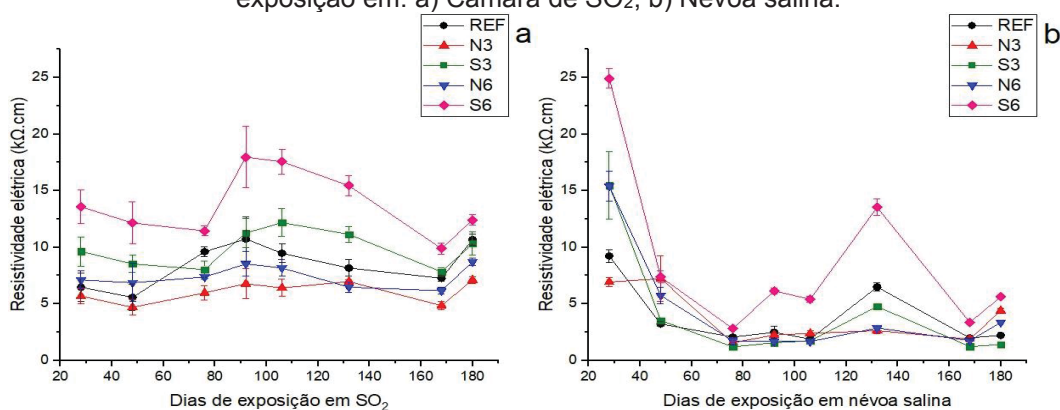 exposição em: a) Câmara de SO₂, b) Névoa salina.
REF
N3
S3
N6
S6
a
25
20
15
10
5
0
Resistividade elétrica (kΩ.cm)
20 40 60 80 100 120 140 160 180
Dias de exposição em SO₂
REF
N3
S3
N6
S6
b
25
20
15
10
5
0
Resistividade elétrica (kΩ.cm)
20 40 60 80 100 120 140 160 180
Dias de exposição em névoa salina